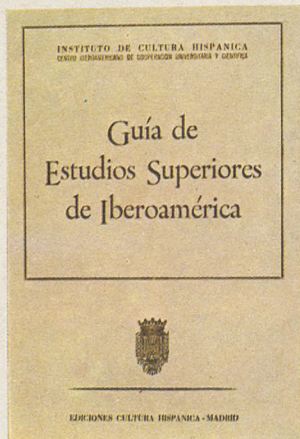 INSTITUTO DE CULTURA HISPANICA
CENTRO IBEROAMERICANO DE COOPERACION UNIVERSITARIA Y CIENTIFICA
Guía de
Estudios Superiores
de Iberoamérica
EDICIONES CULTURA HISPANICA - MADRID